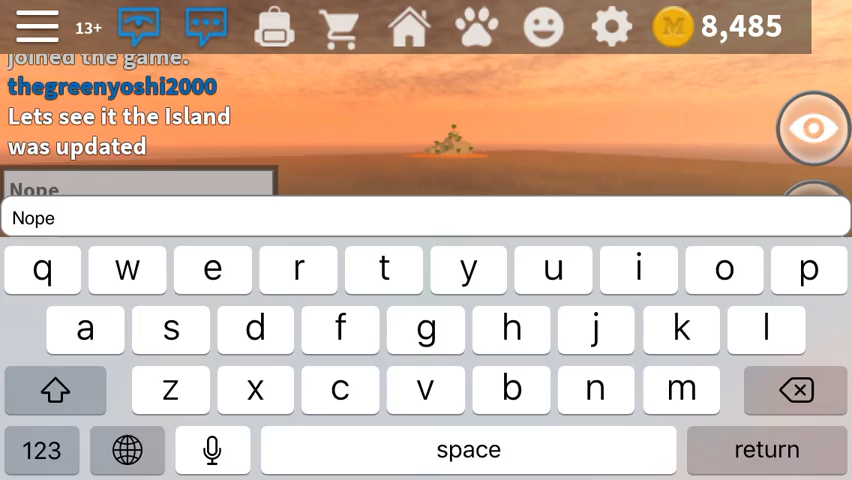 13+
M 8,485
joined the game.
thegreenyoshi2000
Lets see it the Island
was updated
Nope
Nope
q w e r t y u i o p
a s d f g h j k l
z x c v b n m
123 space return